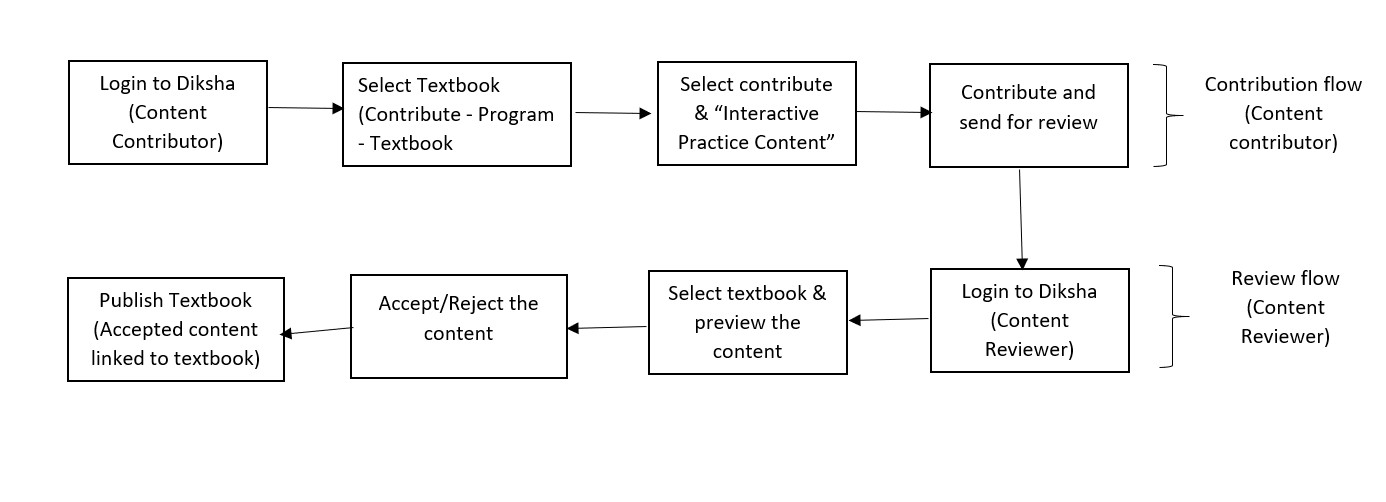 Login to Diksha
(Content
Contributor)
Select Textbook
(Contribute - Program
- Textbook
Select contribute
& “Interactive
Practice Content”
Contribute and
send for review
Contribution flow
(Content
contributor)
Login to Diksha
(Content
Reviewer)
Review flow
(Content
Reviewer)
Select textbook &
preview the
content
Accept/Reject the
content
Publish Textbook
(Accepted content
linked to textbook)